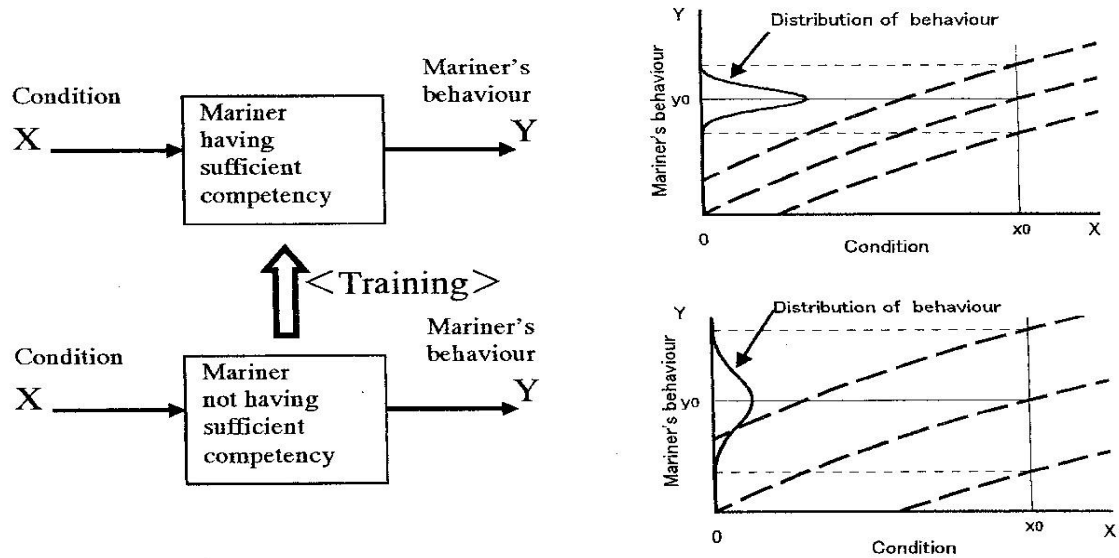 Condition
X
Mariner
having
sufficient
competency
Mariner's
behaviour
Y
<Training>
Condition
X
Mariner
not having
sufficient
competency
Mariner's
behaviour
Y
Y
Distribution of behaviour
Mariner's behaviour
y0
0
x0
X
Condition
Y
Distribution of behaviour
Mariner's behaviour
y0
0
x0
X
Condition